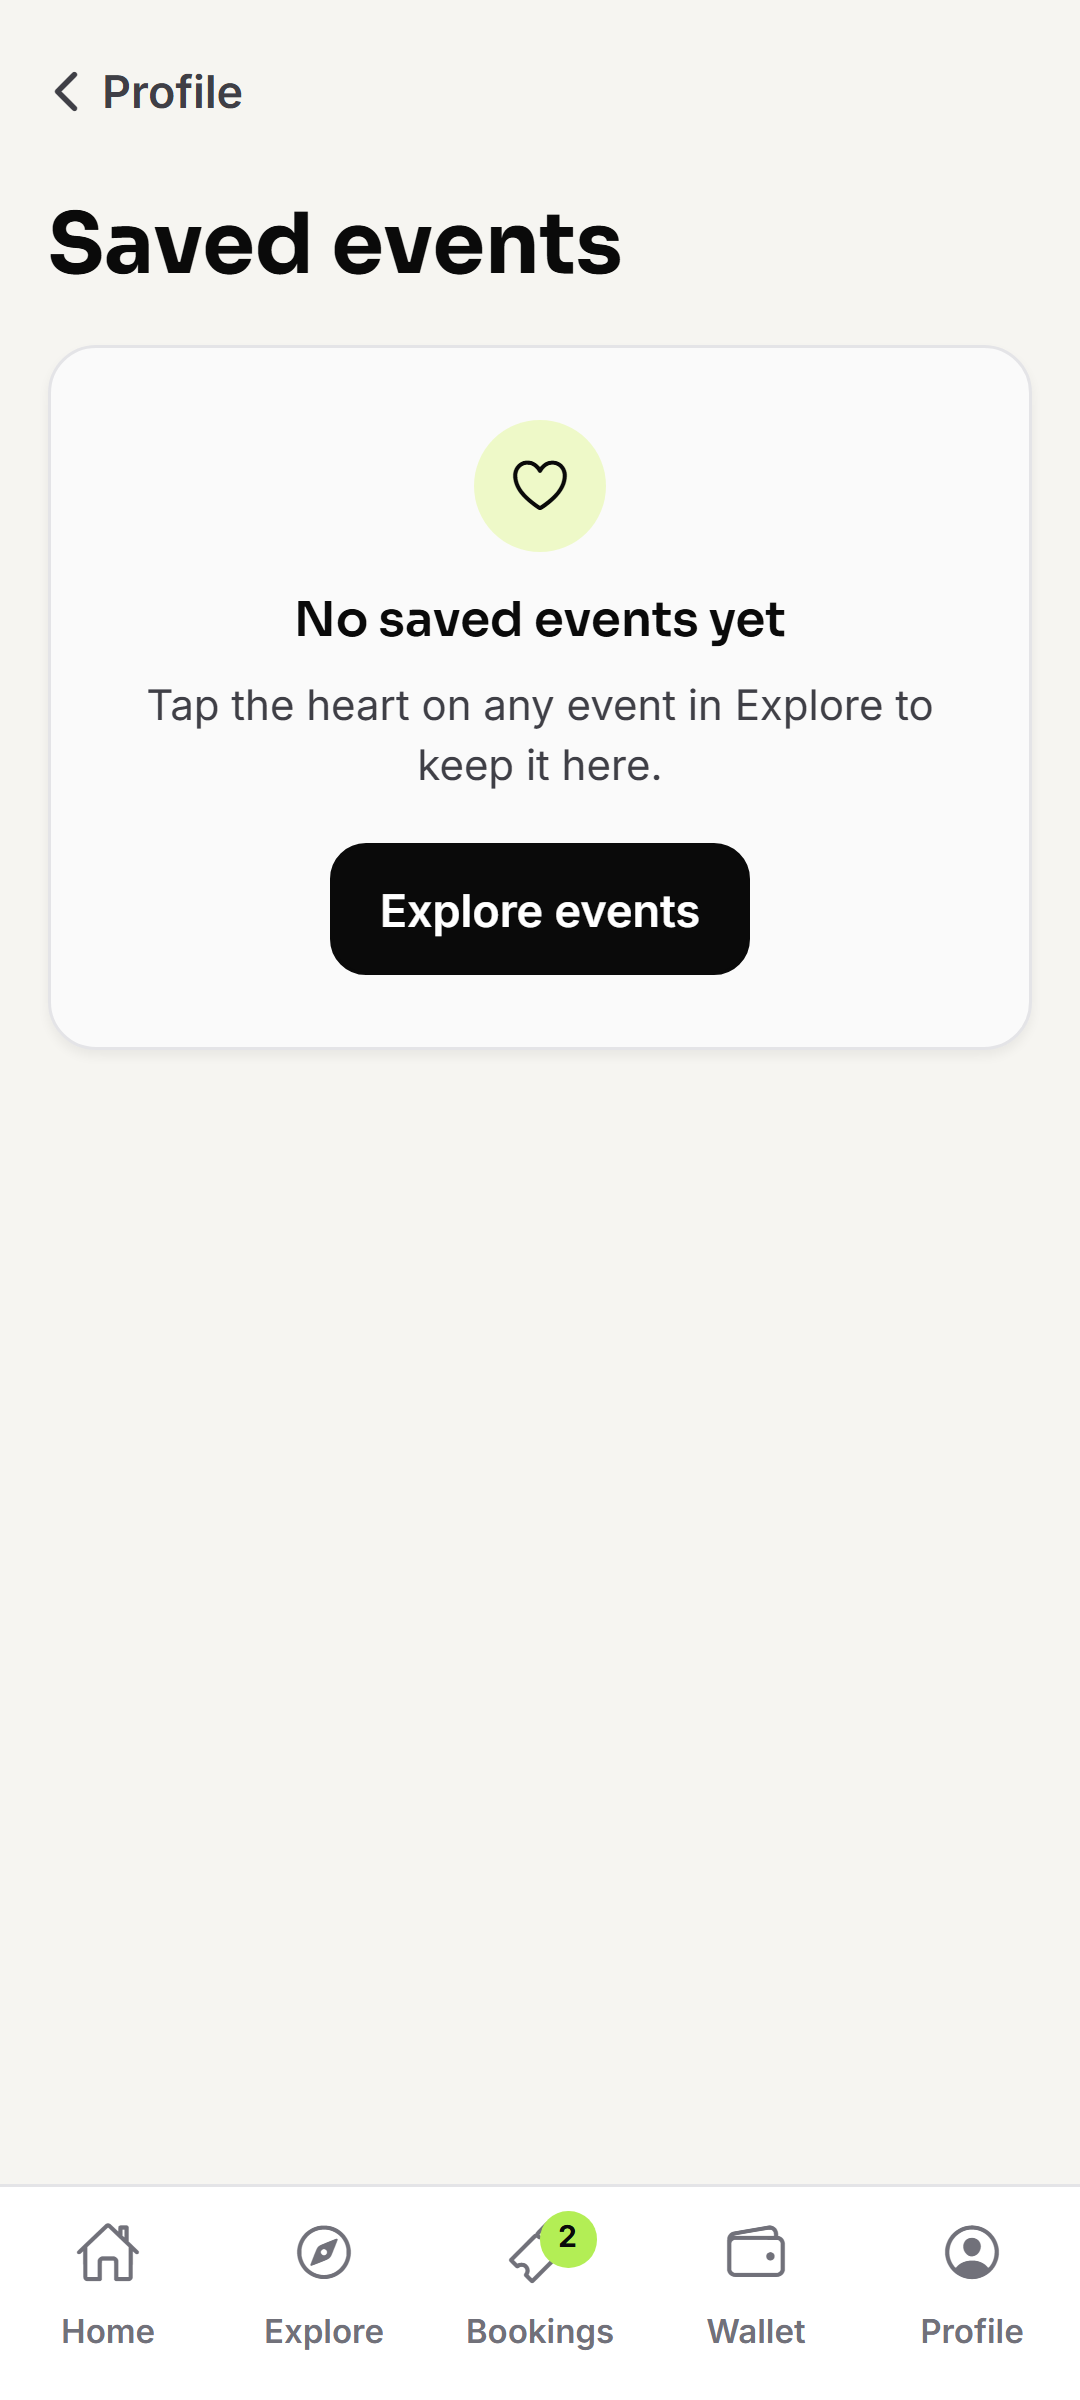 Profile
Saved events
No saved events yet
Tap the heart on any event in Explore to
keep it here.
Explore events
2
Home
Explore
Bookings
Wallet
Profile